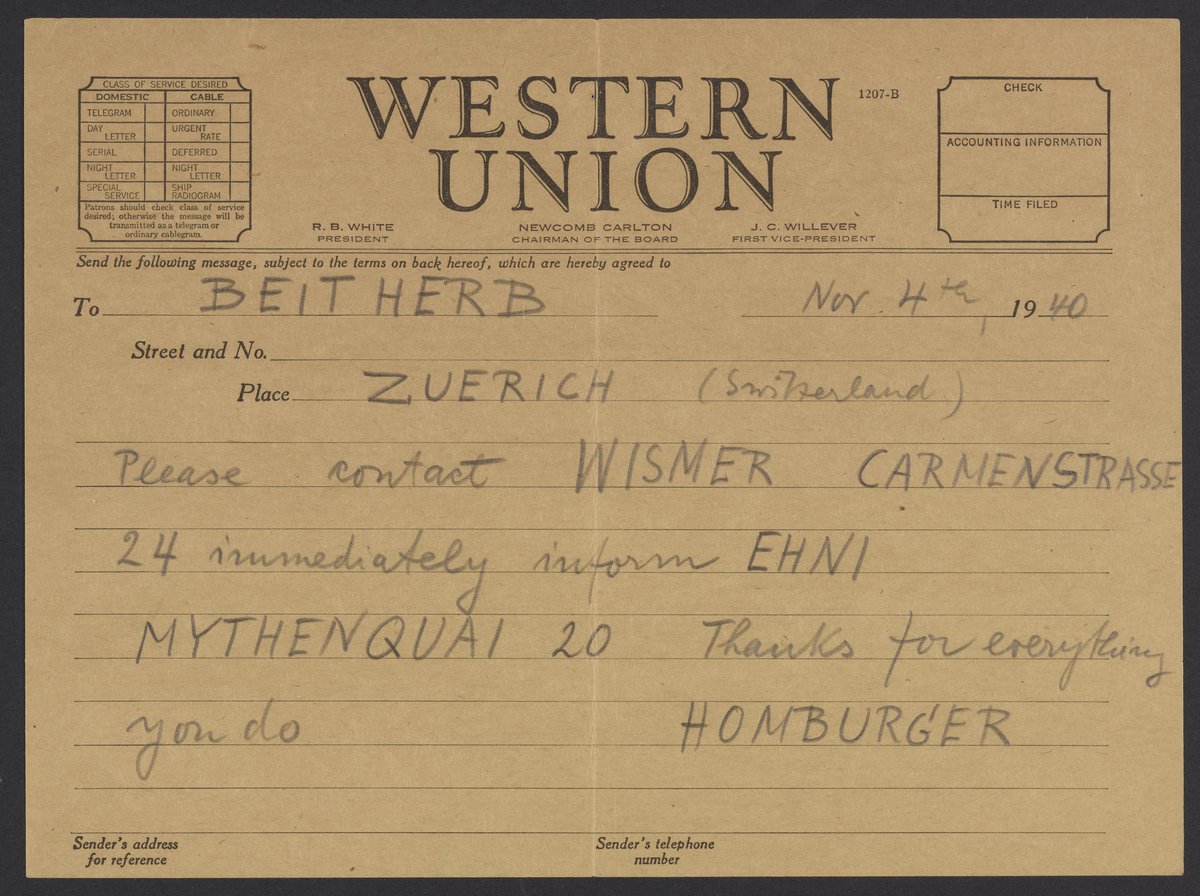 CLASS OF SERVICE DESIRED
DOMESTIC CABLE
TELEGRAM ORDINARY
DAY LETTER URGENT RATE
SERIAL DEFERRED
NIGHT LETTER NIGHT LETTER
SPECIAL SERVICE SHIP RADIOGRAM
Patrons should check class of service
desired; otherwise the message will be
transmitted as a telegram or
ordinary cablegram.
WESTERN
UNION
1207-B
CHECK
ACCOUNTING INFORMATION
TIME FILED
R. B. WHITE
PRESIDENT
NEWCOMB CARLTON
CHAIRMAN OF THE BOARD
J. C. WILLEVER
FIRST VICE-PRESIDENT
Send the following message, subject to the terms on back hereof, which are hereby agreed to
To BEIT HERB Nov. 4th, 1940
Street and No.
Place ZUERICH (Switzerland)
Please contact WISMER CARMENSTRASSE
24 immediately inform EHNI
MYTHENQUAI 20 Thanks for everything
you do HOMBURGER
Sender's address
for reference
Sender's telephone
number